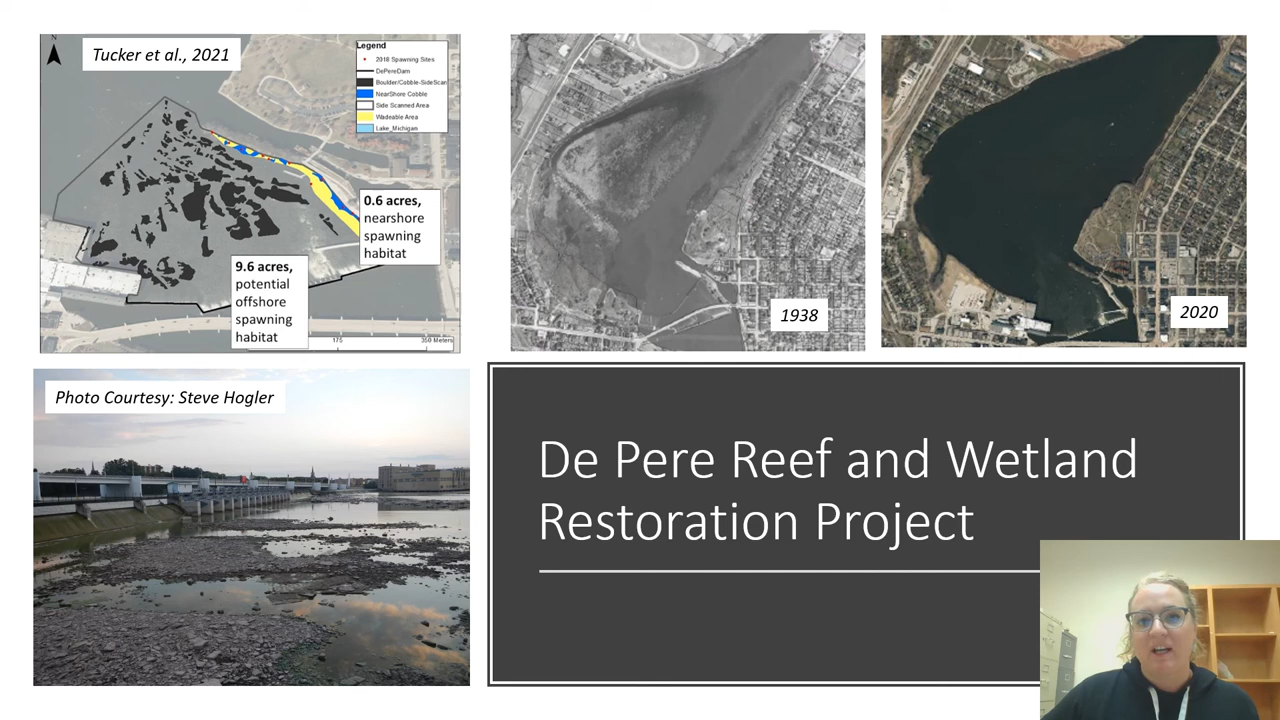 N
Tucker et al., 2021
Legend
2018 Spawning Sites
DePereDam
Boulder/Cobble-SideScan
NearShore Cobble
Side Scanned Area
Wadeable Area
Lake_Michigan
0.6 acres,
nearshore
spawning
habitat
9.6 acres,
potential
offshore
spawning
habitat
175
350 Meters
1938
2020
Photo Courtesy: Steve Hogler
De Pere Reef and Wetland
Restoration Project